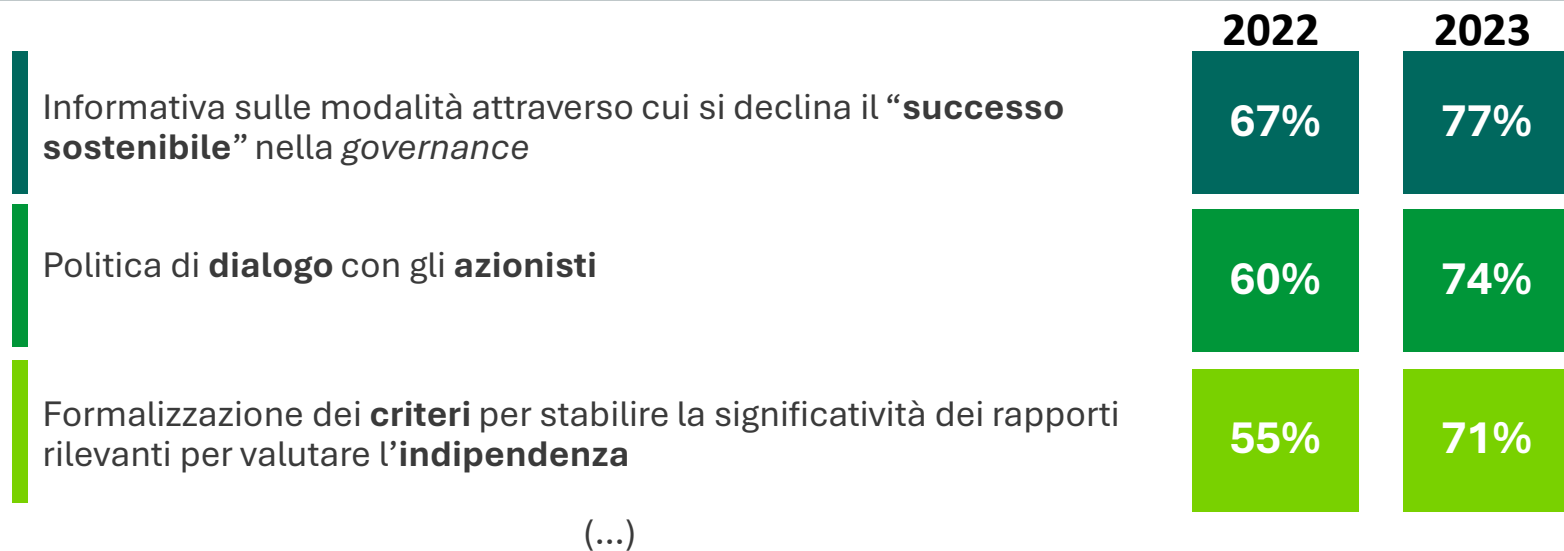 2022 2023
Informativa sulle modalità attraverso cui si declina il “successo
sostenibile” nella governance
67% 77%
Politica di dialogo con gli azionisti
60% 74%
Formalizzazione dei criteri per stabilire la significatività dei rapporti
rilevanti per valutare l’indipendenza
55% 71%
(...)